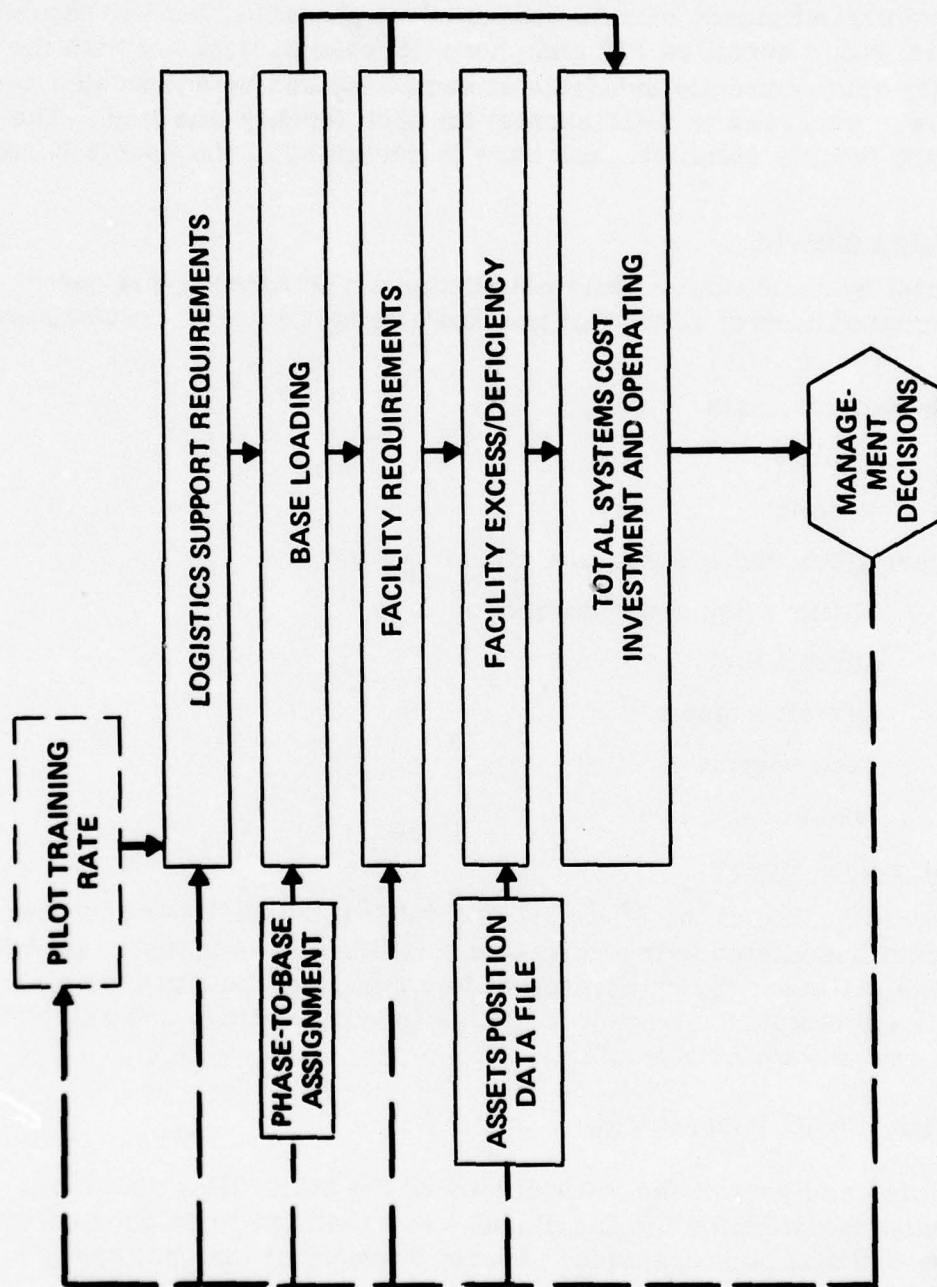 PILOT TRAINING
RATE
LOGISTICS SUPPORT REQUIREMENTS
PHASE-TO-BASE
ASSIGNMENT
BASE LOADING
FACILITY REQUIREMENTS
ASSETS POSITION
DATA FILE
FACILITY EXCESS/DEFICIENCY
TOTAL SYSTEMS COST
INVESTMENT AND OPERATING
MANAGE-
MENT
DECISIONS